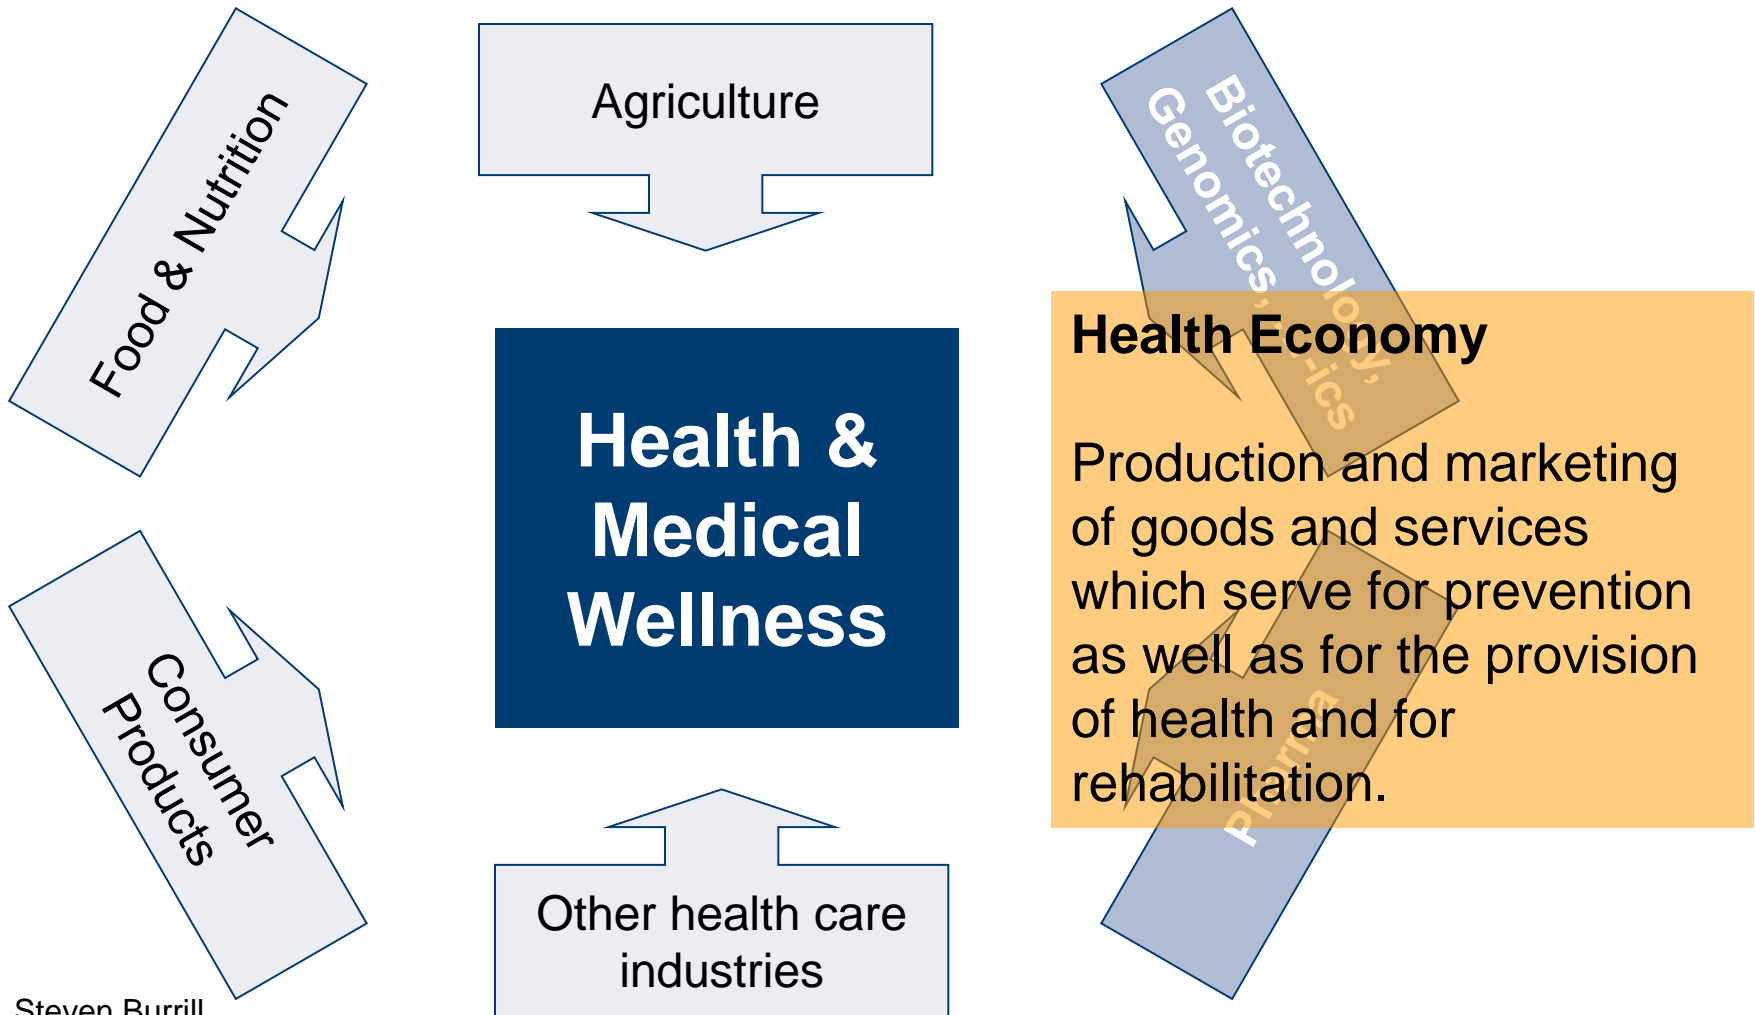 Food & Nutrition
Agriculture
Biotechnology,
Genomics, -ics
Health &
Medical
Wellness
Health Economy
Production and marketing
of goods and services
which serve for prevention
as well as for the provision
of health and for
rehabilitation.
Consumer
Products
Other health care
industries
Pharma
Steven Burrill